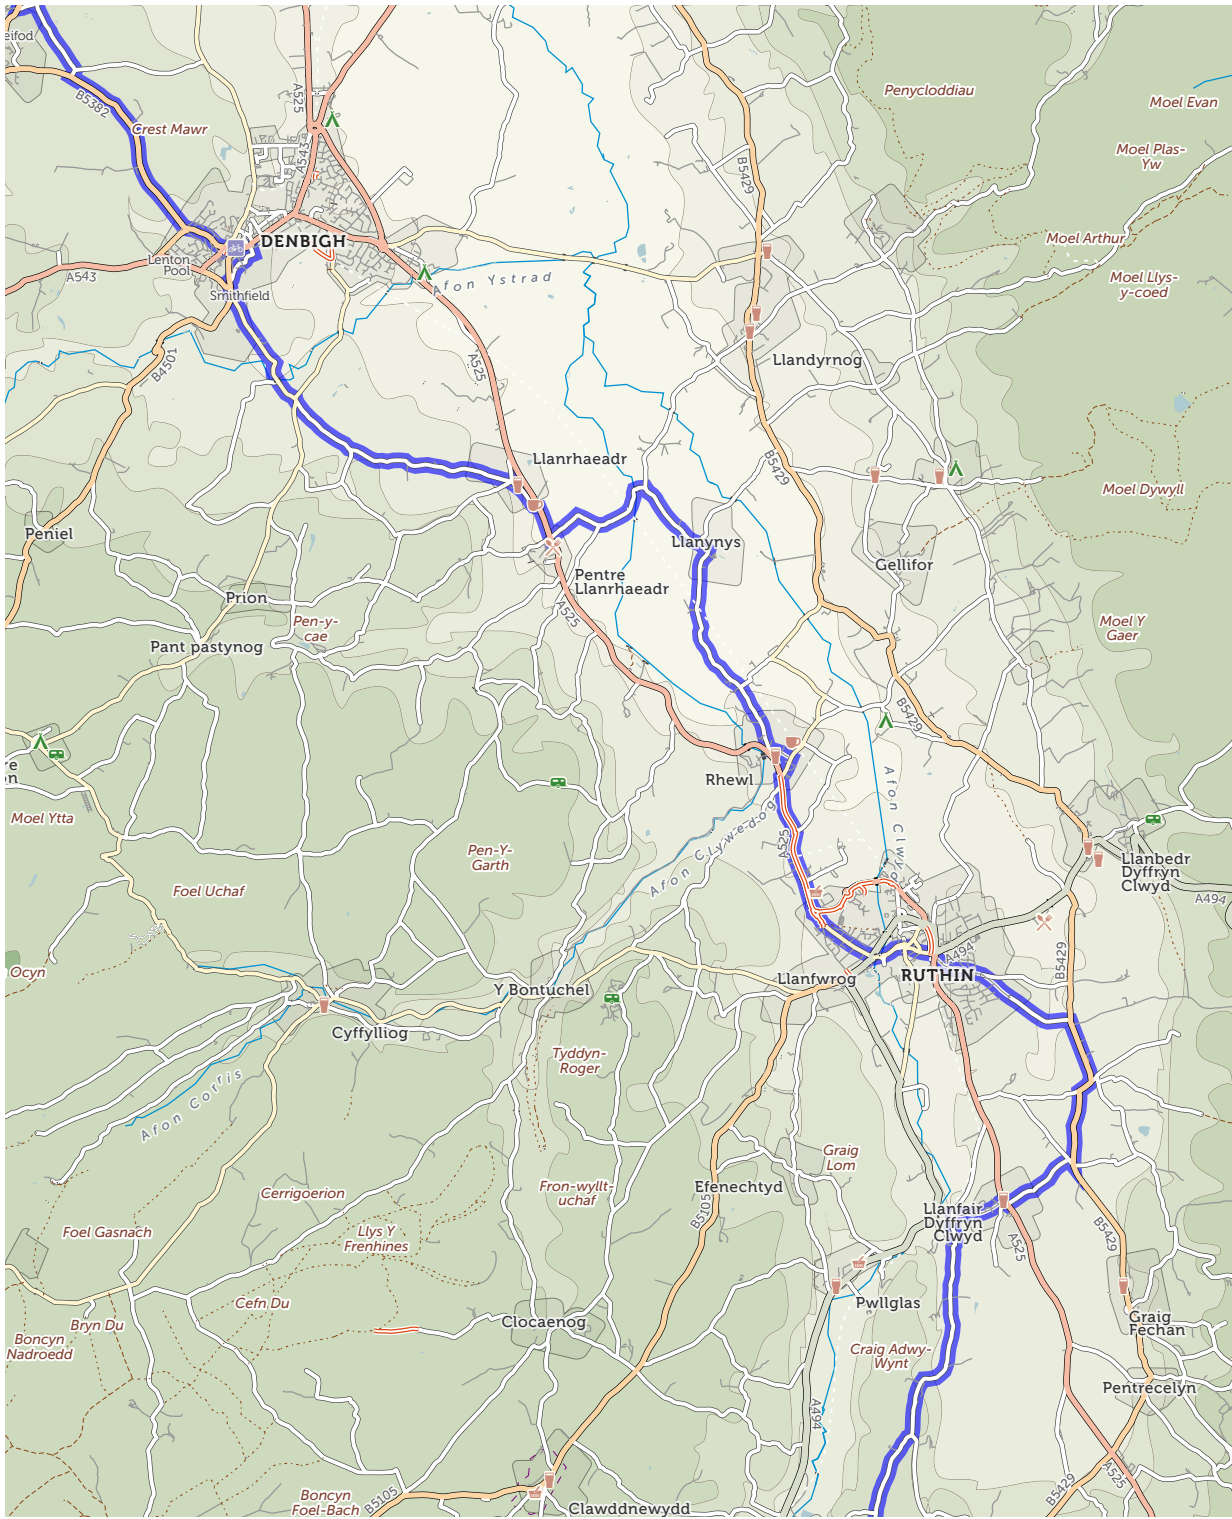 eifod
B5382
Crest Mawr
A525
A543
DENBIGH
Lenton
Pool
A543
Smithfield
B4501
Afon Ystrad
A525
B5429
Penycloddiau
Moel Evan
Moel Plas-
Yw
Moel Arthur
Moel Llys-
y-coed
Llandyrnog
B5429
Moel Dywyll
Llanrhaeadr
Peniel
Llanynys
Gellifor
Pentre
Llanrhaeadr
A525
Prion
Pen-y-
cae
Pant pastynog
Moel Y
Gaer
B5429
re
on
Rhewl
Moel Ytta
Afon Clywedog
A525
Afon Clwyd
Pen-Y-
Garth
Llanbedr
Dyffryn
Clwyd
A494
Foel Uchaf
Ocyn
A494
B5429
Llanfwrog
RUTHIN
Y Bontuchel
Cyffylliog
Tyddyn-
Roger
Afon Corris
Graig
Lom
Efenechtyd
Fron-wyllt-
uchaf
Cerrigoerion
B5105
Llanfair
Dyffryn
Clwyd
Foel Gasnach
Llys Y
Frenhines
A525
B5429
Cefn Du
Pwllglas
Bryn Du
Boncyn
Nadroedd
Clocaenog
Graig
Fechan
Craig Adwy-
Wynt
Pentrecelyn
A494
Boncyn
Foel-Bach
B5105
Clawddnewydd
B5429
A525